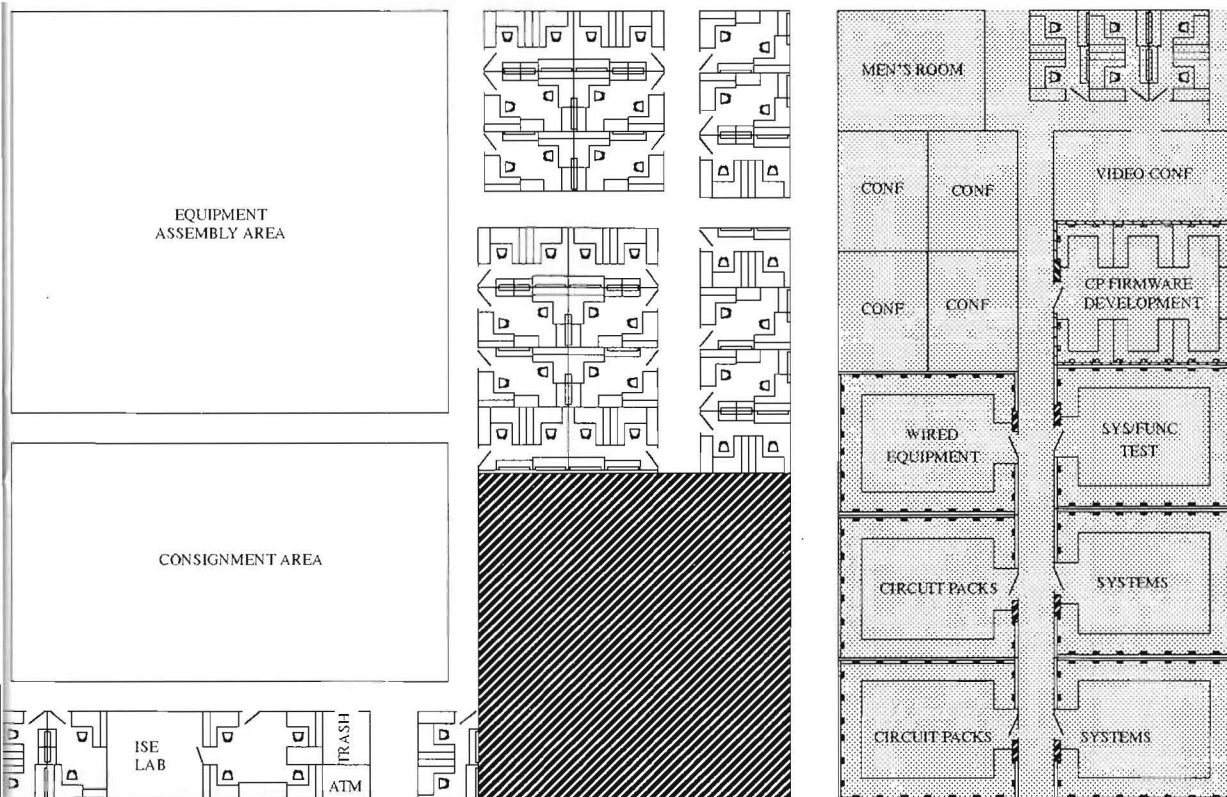 MEN"S ROOM
CONF
CONF
VIDEO CONF
EQUIPMENT
ASSEMBLY AREA
CONF
CONF
CP FIRMWARE
DEVELOPMENT
WIRED
EQUIPMENT
SYS/FUNC
TEST
CONSIGNMENT AREA
CIRCUIT PACKS
SYSTEMS
ISE
LAB
TRASH
ATM
CIRCUIT PACKS
SYSTEMS